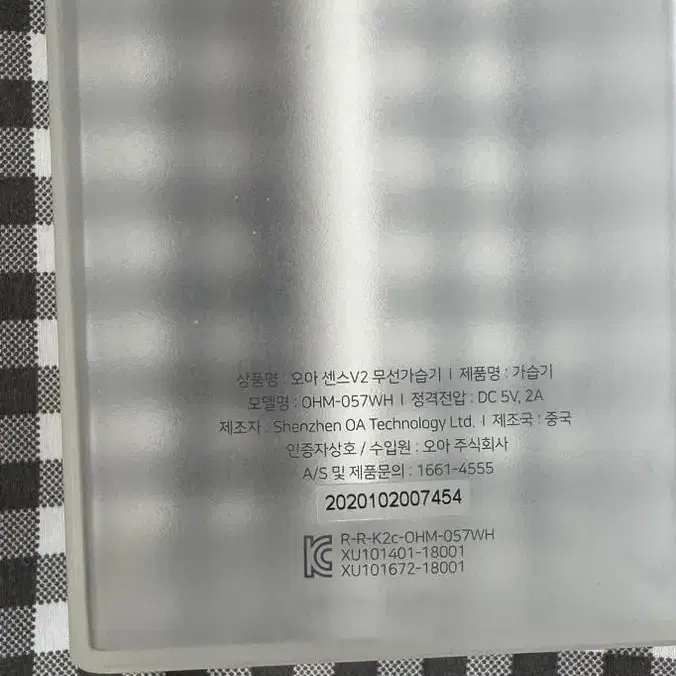 상품명 : 오아 센스V2 무선가습기 | 제품명 : 가습기
모델명 : OHM-057WH | 정격전압 : DC 5V, 2A
제조자 : Shenzhen OA Technology Ltd. | 제조국 : 중국
인증자상호 / 수입원 : 오아 주식회사
A/S 및 제품문의 : 1661-4555
2020102007454
R-R-K2c-OHM-057WH
XU101401-18001
XU101672-18001